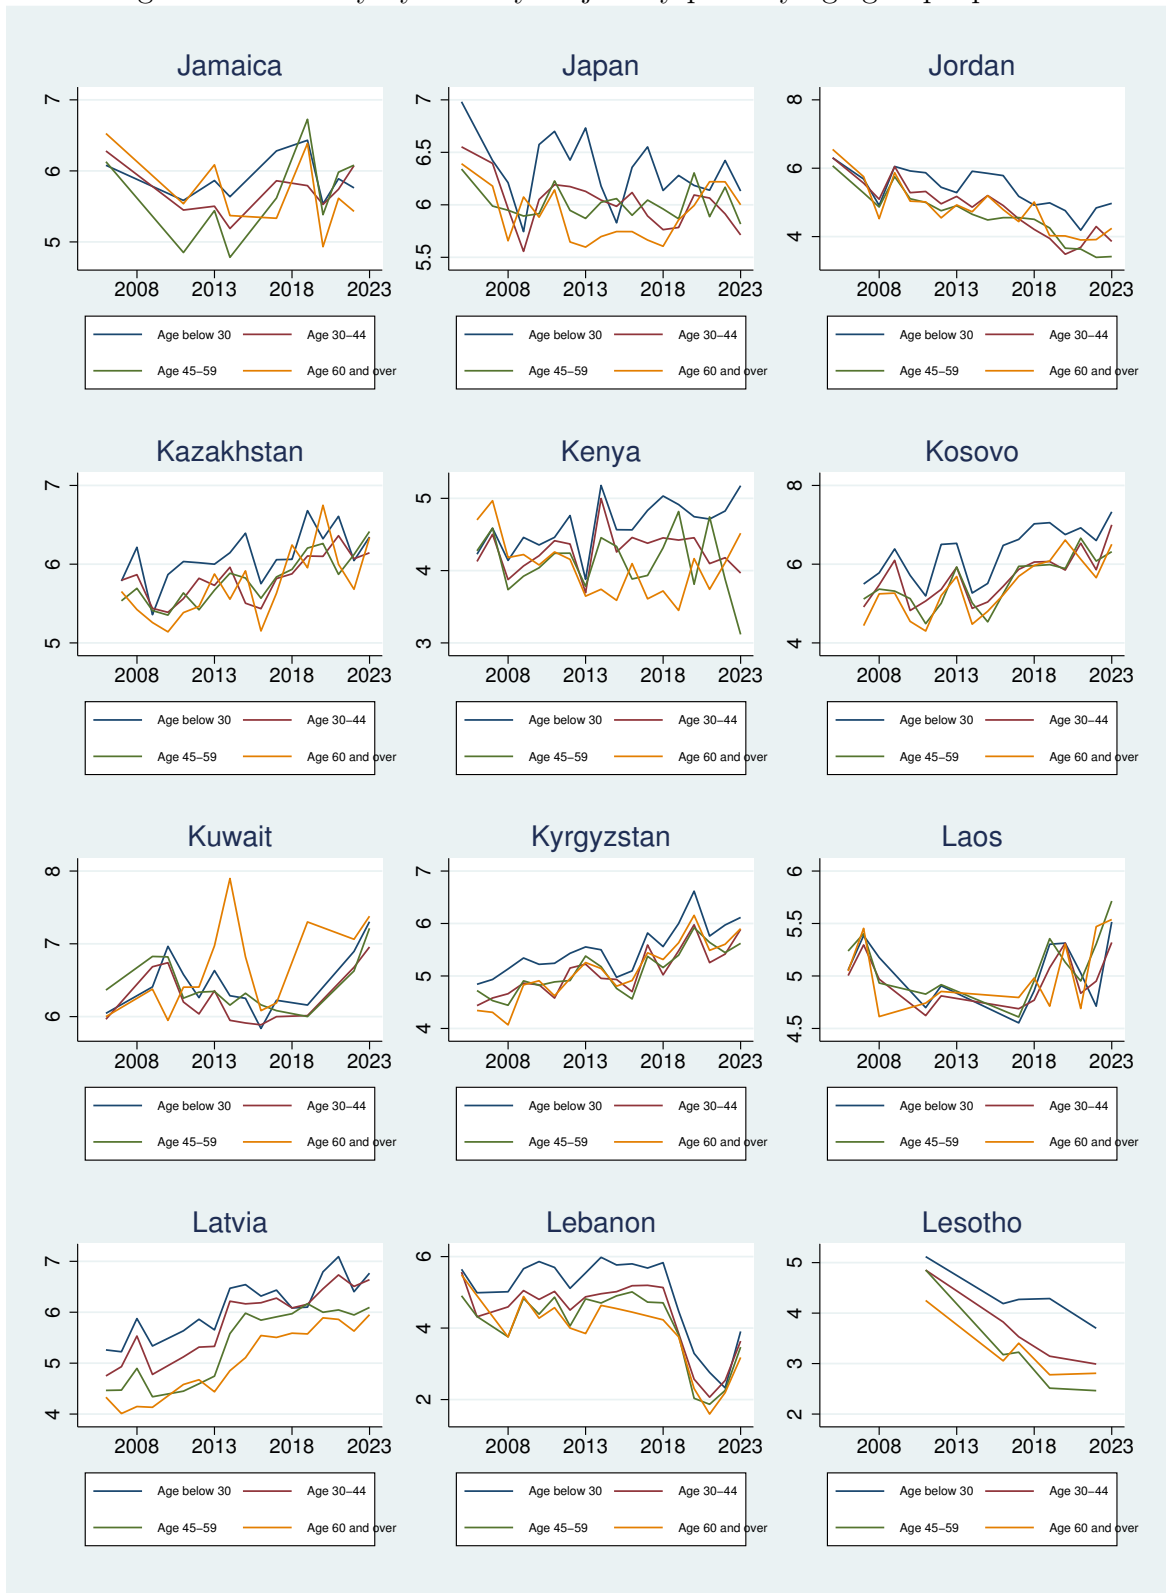 Jamaica Japan Jordan
7 7 8
6 6.5 6
5 6 4
5.5
2008 2013 2018 2023 2008 2013 2018 2023 2008 2013 2018 2023
Age below 30 Age 30–44 Age below 30 Age 30–44 Age below 30 Age 30–44
Age 45–59 Age 60 and over Age 45–59 Age 60 and over Age 45–59 Age 60 and over
Kazakhstan Kenya Kosovo
7 5 8
6 4 6
5 3 4
2008 2013 2018 2023 2008 2013 2018 2023 2008 2013 2018 2023
Age below 30 Age 30–44 Age below 30 Age 30–44 Age below 30 Age 30–44
Age 45–59 Age 60 and over Age 45–59 Age 60 and over Age 45–59 Age 60 and over
Kuwait Kyrgyzstan Laos
8 7 6
7 6 5.5
6 5 5
4 4.5
2008 2013 2018 2023 2008 2013 2018 2023 2008 2013 2018 2023
Age below 30 Age 30–44 Age below 30 Age 30–44 Age below 30 Age 30–44
Age 45–59 Age 60 and over Age 45–59 Age 60 and over Age 45–59 Age 60 and over
Latvia Lebanon Lesotho
7 6 5
6 4 4
5 2 3
4 2
2008 2013 2018 2023 2008 2013 2018 2023 2008 2013 2018 2023
Age below 30 Age 30–44 Age below 30 Age 30–44 Age below 30 Age 30–44
Age 45–59 Age 60 and over Age 45–59 Age 60 and over Age 45–59 Age 60 and over